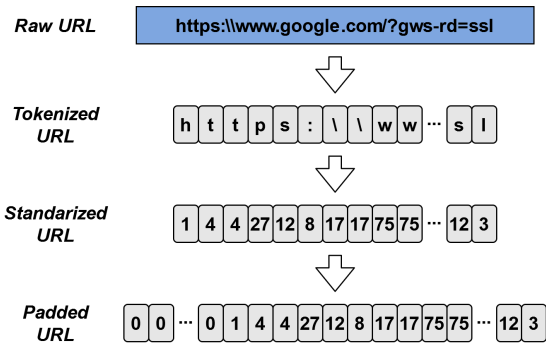 Raw URL https:\\www.google.com/?gws-rd=ssl
Tokenized
URL
h t t p s : \ \ w w ... s l
Standarized
URL
1 4 4 27 12 8 17 17 75 75 ... 12 3
Padded
URL
0 0 ... 0 1 4 4 27 12 8 17 17 75 75 ... 12 3